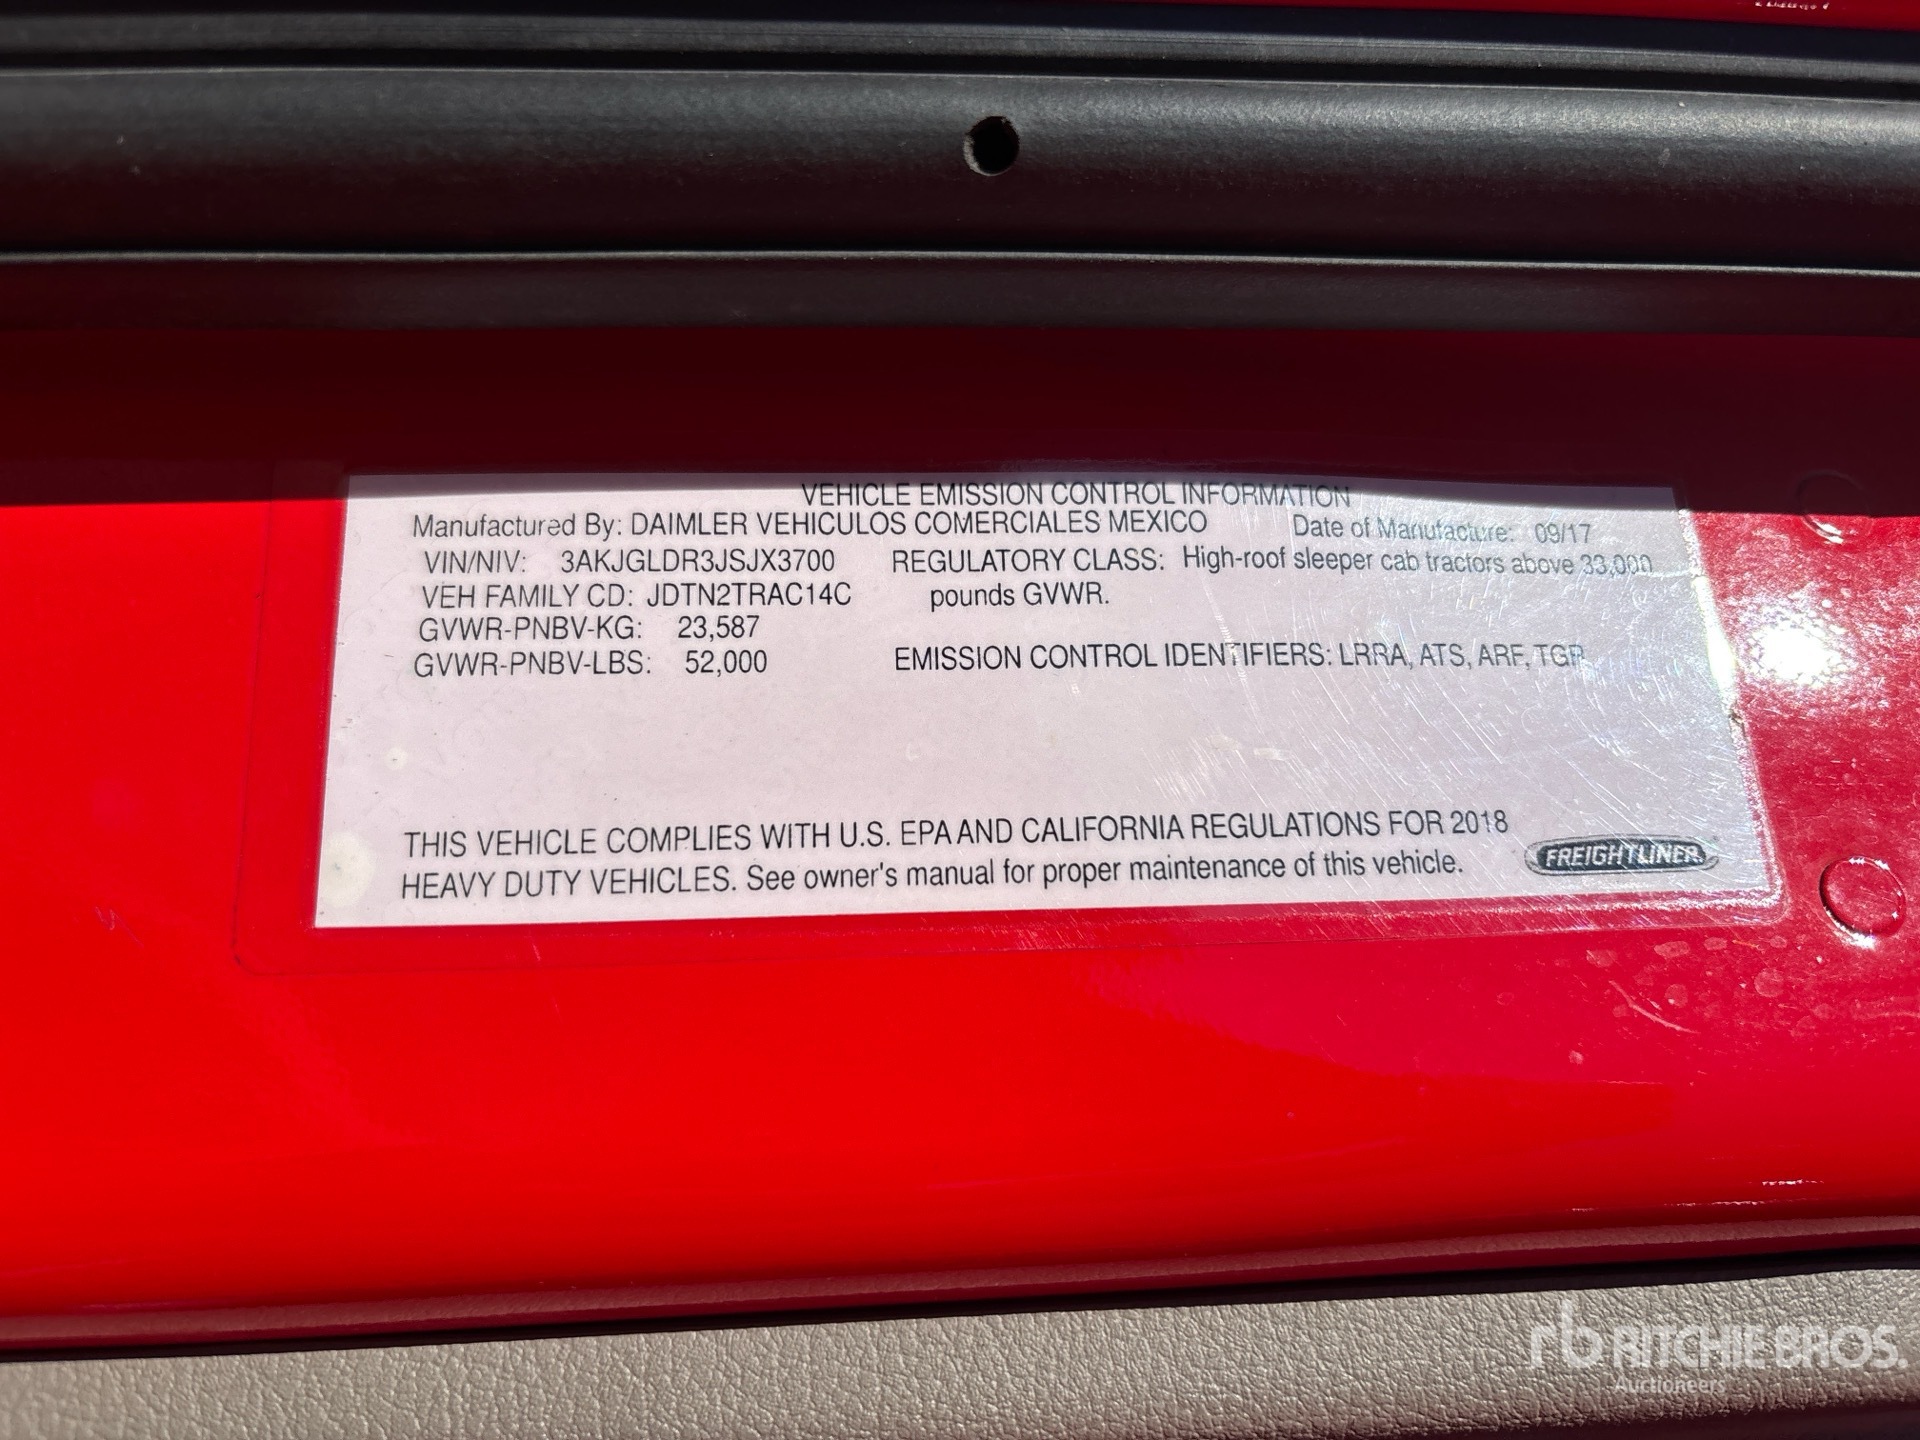 VEHICLE EMISSION CONTROL INFORMATION
Manufactured By: DAIMLER VEHICULOS COMERCIALES MEXICO Date of Manufacture: 09/17
VIN/NIV: 3AKJGLDR3JSJX3700 REGULATORY CLASS: High-roof sleeper cab tractors above 33,000
VEH FAMILY CD: JDTN2TRAC14C pounds GVWR.
GVWR-PNBV-KG: 23,587
GVWR-PNBV-LBS: 52,000 EMISSION CONTROL IDENTIFIERS: LRRA, ATS, ARF, TGR
THIS VEHICLE COMPLIES WITH U.S. EPA AND CALIFORNIA REGULATIONS FOR 2018
HEAVY DUTY VEHICLES. See owner's manual for proper maintenance of this vehicle.
FREIGHTLINER
rb RITCHIE BROS.
Auctioneers